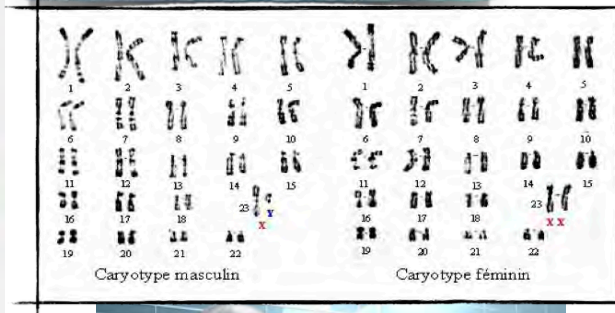 1 2 3 4 5
6 7 8 9 10
11 12 13 14 15
16 17 18 23 X Y
19 20 21 22
Caryotype masculin
1 2 3 4 5
6 7 8 9 10
11 12 13 14 15
16 17 18 23 X X
19 20 21 22
Caryotype féminin